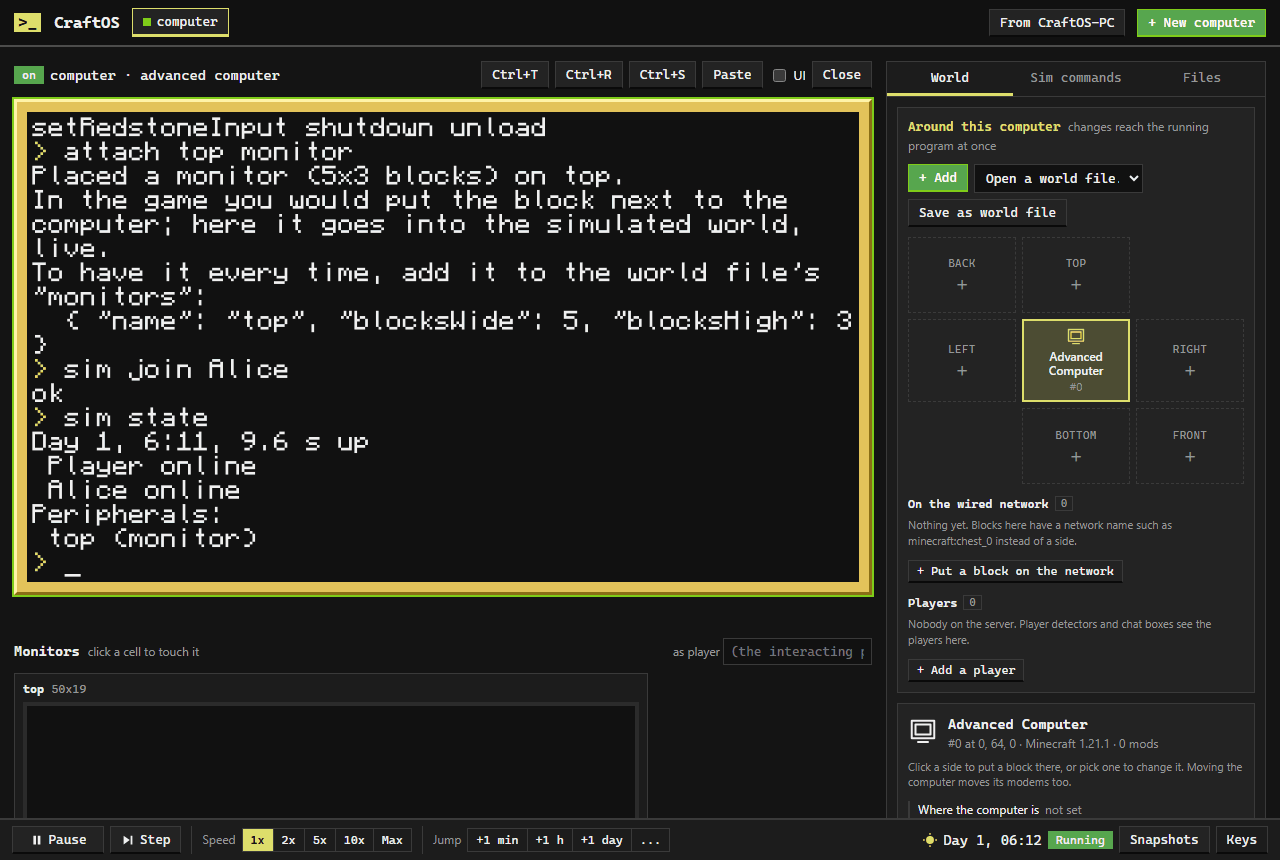 >_ CraftOS computer From CraftOS-PC + New computer
on computer · advanced computer Ctrl+T Ctrl+R Ctrl+S Paste UI Close
setRedstoneInput shutdown unload
> attach top monitor
Placed a monitor (5x3 blocks) on top.
In the game you would put the block next to the
computer; here it goes into the simulated world,
live.
To have it every time, add it to the world file's
"monitors":
{ "name": "top", "blocksWide": 5, "blocksHigh": 3
}
> sim join Alice
ok
> sim state
Day 1, 6:11, 9.6 s up
Player online
Alice online
Peripherals:
top (monitor)
> _
Monitors click a cell to touch it as player (the interacting p
top 50x19
World Sim commands Files
Around this computer changes reach the running
program at once
+ Add Open a world file.
Save as world file
BACK TOP
+ +
LEFT Advanced Computer #0 RIGHT
+ +
BOTTOM FRONT
+ +
On the wired network 0
Nothing yet. Blocks here have a network name such as
minecraft:chest_0 instead of a side.
+ Put a block on the network
Players 0
Nobody on the server. Player detectors and chat boxes see the
players here.
+ Add a player
Advanced Computer
#0 at 0, 64, 0 · Minecraft 1.21.1 · 0 mods
Click a side to put a block there, or pick one to change it. Moving the
computer moves its modems too.
Where the computer is not set
Pause Step Speed 1x 2x 5x 10x Max Jump +1 min +1 h +1 day ... Day 1, 06:12 Running Snapshots Keys